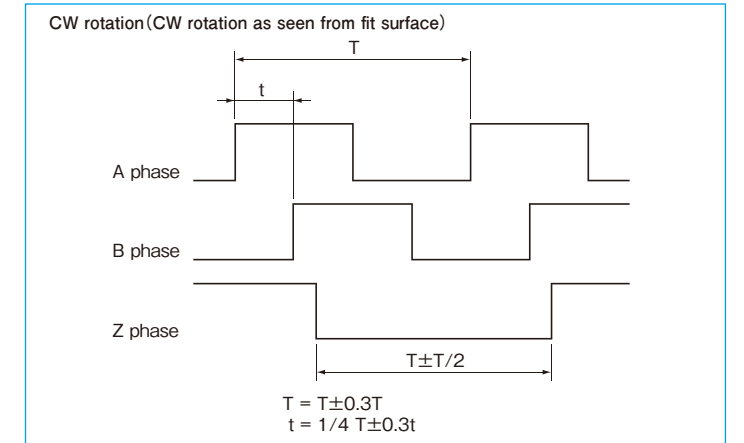 CW rotation（CW rotation as seen from fit surface）
T
t
A phase
B phase
Z phase
T±T/2
T = T±0.3T
t = 1/4 T±0.3t